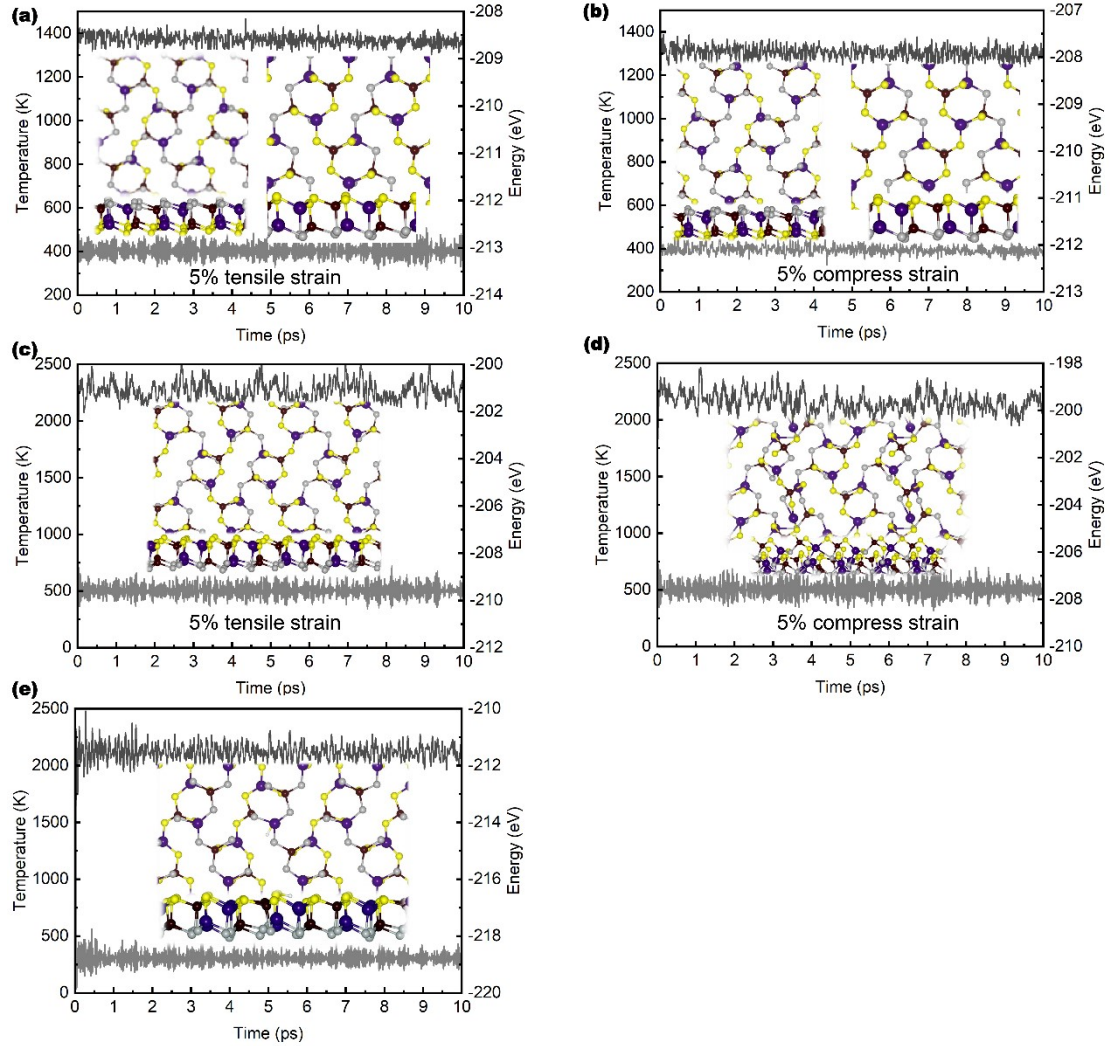 (a)
1400
1200
1000
800
600
400
200
Temperature (K)
-208
-209
-210
-211
-212
-213
-214
Energy (eV)
5% tensile strain
0 1 2 3 4 5 6 7 8 9 10
Time (ps)
(b)
1400
1200
1000
800
600
400
200
Temperature (K)
-207
-208
-209
-210
-211
-212
-213
Energy (eV)
5% compress strain
0 1 2 3 4 5 6 7 8 9 10
Time (ps)
(c)
2500
2000
1500
1000
500
0
Temperature (K)
-200
-202
-204
-206
-208
-210
-212
Energy (eV)
5% tensile strain
0 1 2 3 4 5 6 7 8 9 10
Time (ps)
(d)
2500
2000
1500
1000
500
0
Temperature (K)
-198
-200
-202
-204
-206
-208
-210
Energy (eV)
5% compress strain
0 1 2 3 4 5 6 7 8 9 10
Time (ps)
(e)
2500
2000
1500
1000
500
0
Temperature (K)
-210
-212
-214
-216
-218
-220
Energy (eV)
0 1 2 3 4 5 6 7 8 9 10
Time (ps)